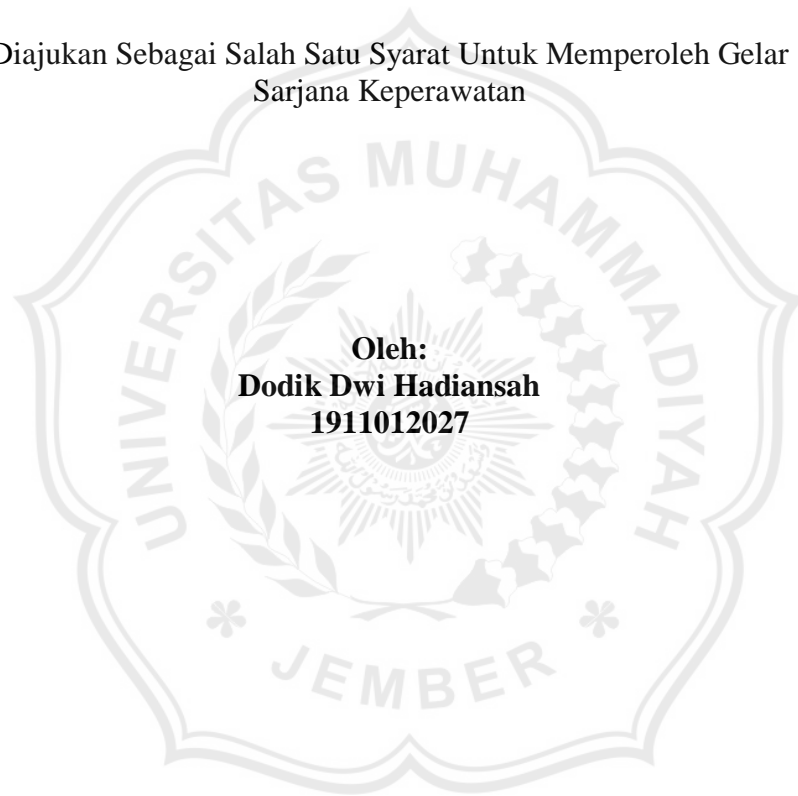 Diajukan Sebagai Salah Satu Syarat Untuk Memperoleh Gelar
Sarjana Keperawatan
Oleh:
Dodik Dwi Hadiansah
1911012027
UNIVERSITAS MUHAMMADIYAH
JEMBER